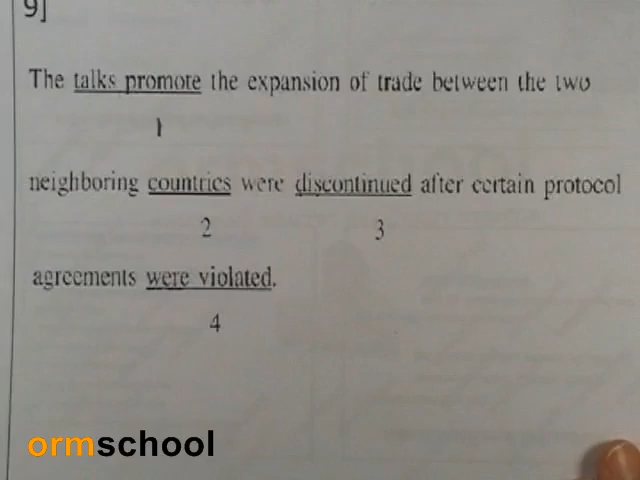 9]
The talks promote the expansion of trade between the two
1
neighboring countries were discontinued after certain protocol
2 3
agreements were violated.
4
ormschool